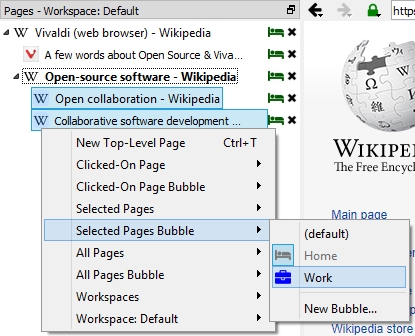 Pages - Workspace: Default
https
Vivaldi (web browser) - Wikipedia
A few words about Open Source & Viva...
Open-source software - Wikipedia
Open collaboration - Wikipedia
Collaborative software development ...
New Top-Level Page Ctrl+T
Clicked-On Page
Clicked-On Page Bubble
Selected Pages
Selected Pages Bubble
All Pages
All Pages Bubble
Workspaces
Workspace: Default
(default)
Home
Work
New Bubble...
WIKIPE
The Free Encyc
Main page
Wikipedia store